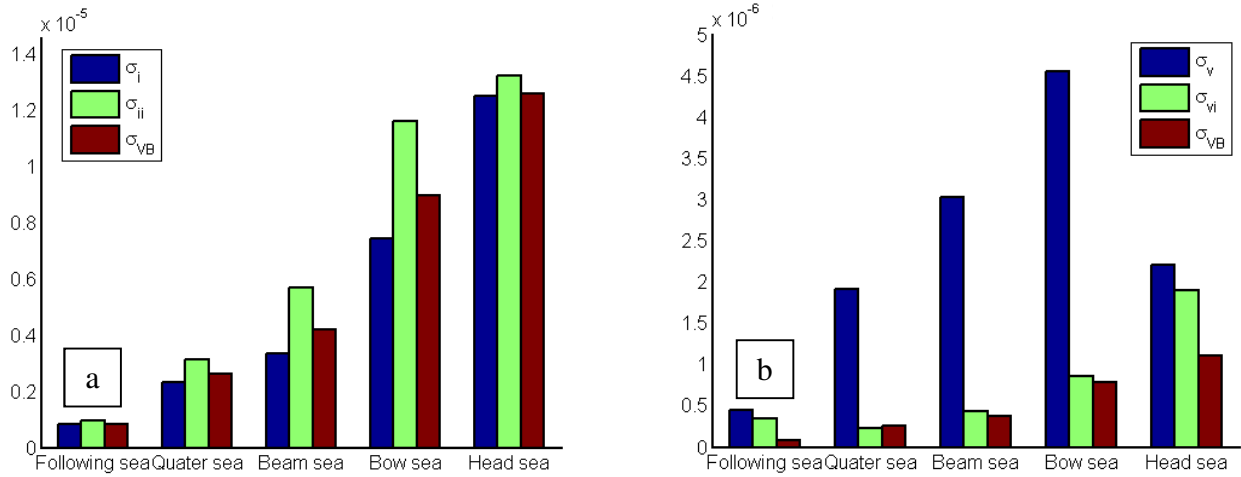 x 10⁻⁵
1.4
1.2
1
0.8
0.6
0.4
0.2
0
σi
σii
σVB
a
Following sea Quater sea Beam sea Bow sea Head sea
x 10⁻⁶
5
4.5
4
3.5
3
2.5
2
1.5
1
0.5
0
σv
σvi
σVB
b
Following sea Quater sea Beam sea Bow sea Head sea